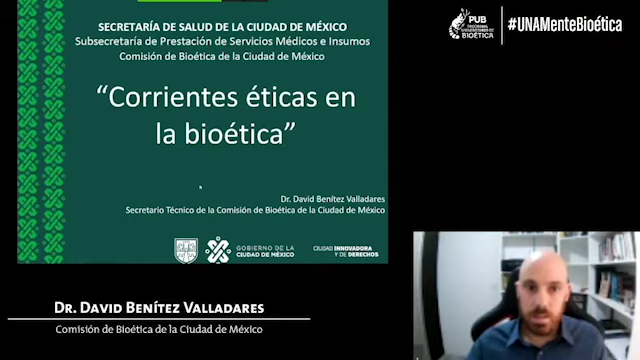 SECRETARÍA DE SALUD DE LA CIUDAD DE MÉXICO
Subsecretaría de Prestación de Servicios Médicos e Insumos
Comisión de Bioética de la Ciudad de México
“Corrientes éticas en
la bioética”
Dr. David Benítez Valladares
Secretario Técnico de la Comisión de Bioética de la Ciudad de México
GOBIERNO DE LA
CIUDAD DE MÉXICO
CIUDAD INNOVADORA
Y DE DERECHOS
PUB
PROGRAMA
UNIVERSITARIO DE
BIOÉTICA
#UNAMenteBioética
DR. DAVID BENÍTEZ VALLADARES
Comisión de Bioética de la Ciudad de México